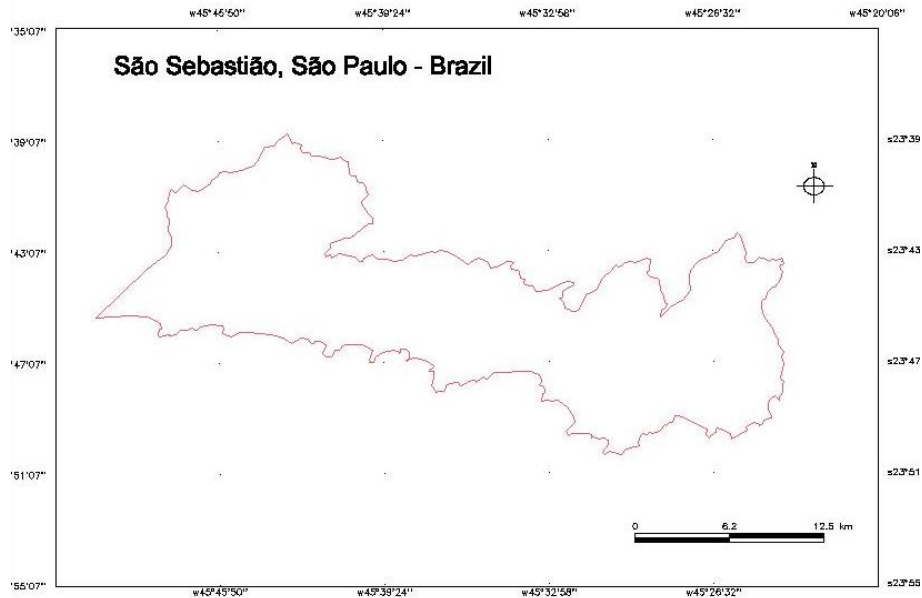 w45°45'50" w45°39'24" w45°32'58" w45°26'32" w45°20'06"
'35'07"
São Sebastião, São Paulo - Brazil
'39'07" s23°39
N
'43'07" s23°43
'47'07" s23°47
'51'07" s23°51
0 6.2 12.5 km
'55'07" s23°55
w45°45'50" w45°39'24" w45°32'58" w45°26'32"